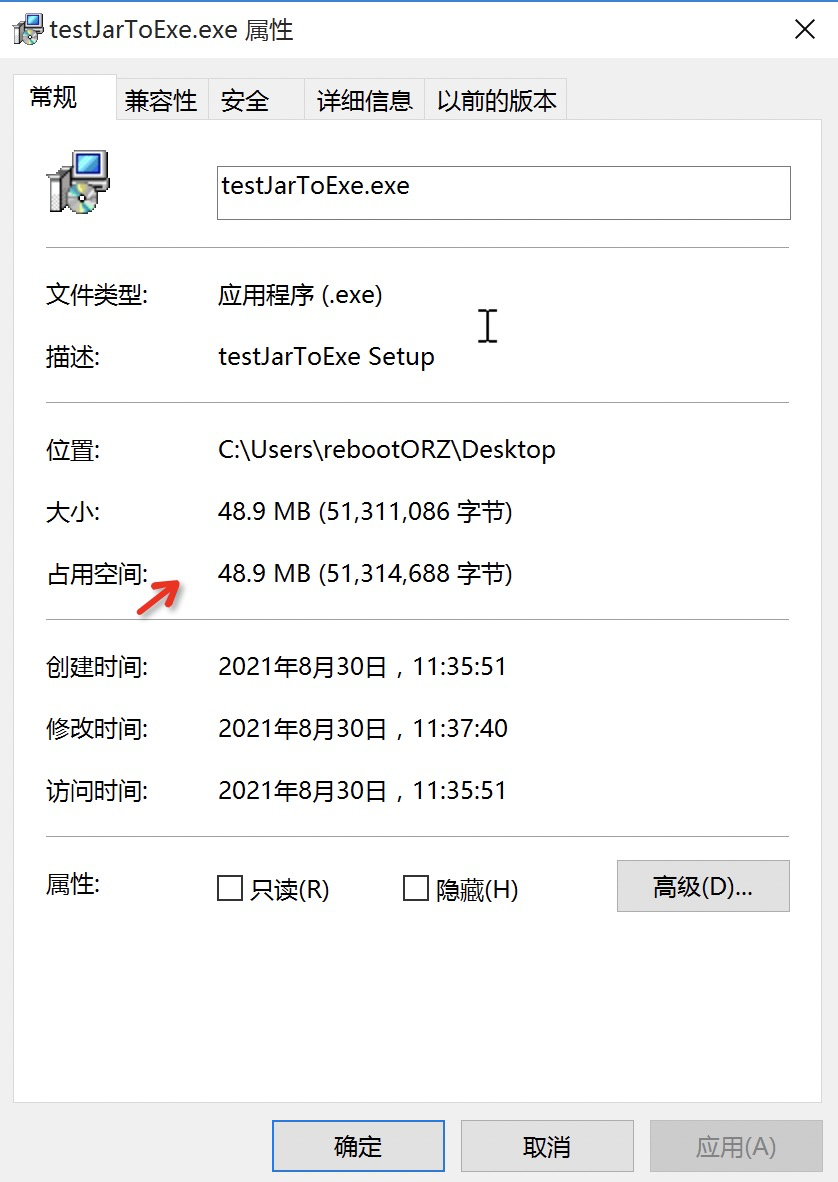 testJarToExe.exe 属性
常规 兼容性 安全 详细信息 以前的版本
testJarToExe.exe
文件类型: 应用程序 (.exe)
描述: testJarToExe Setup
位置: C:\Users\rebootORZ\Desktop
大小: 48.9 MB (51,311,086 字节)
占用空间: 48.9 MB (51,314,688 字节)
创建时间: 2021年8月30日，11:35:51
修改时间: 2021年8月30日，11:37:40
访问时间: 2021年8月30日，11:35:51
属性: 只读(R) 隐藏(H) 高级(D)...
确定 取消 应用(A)